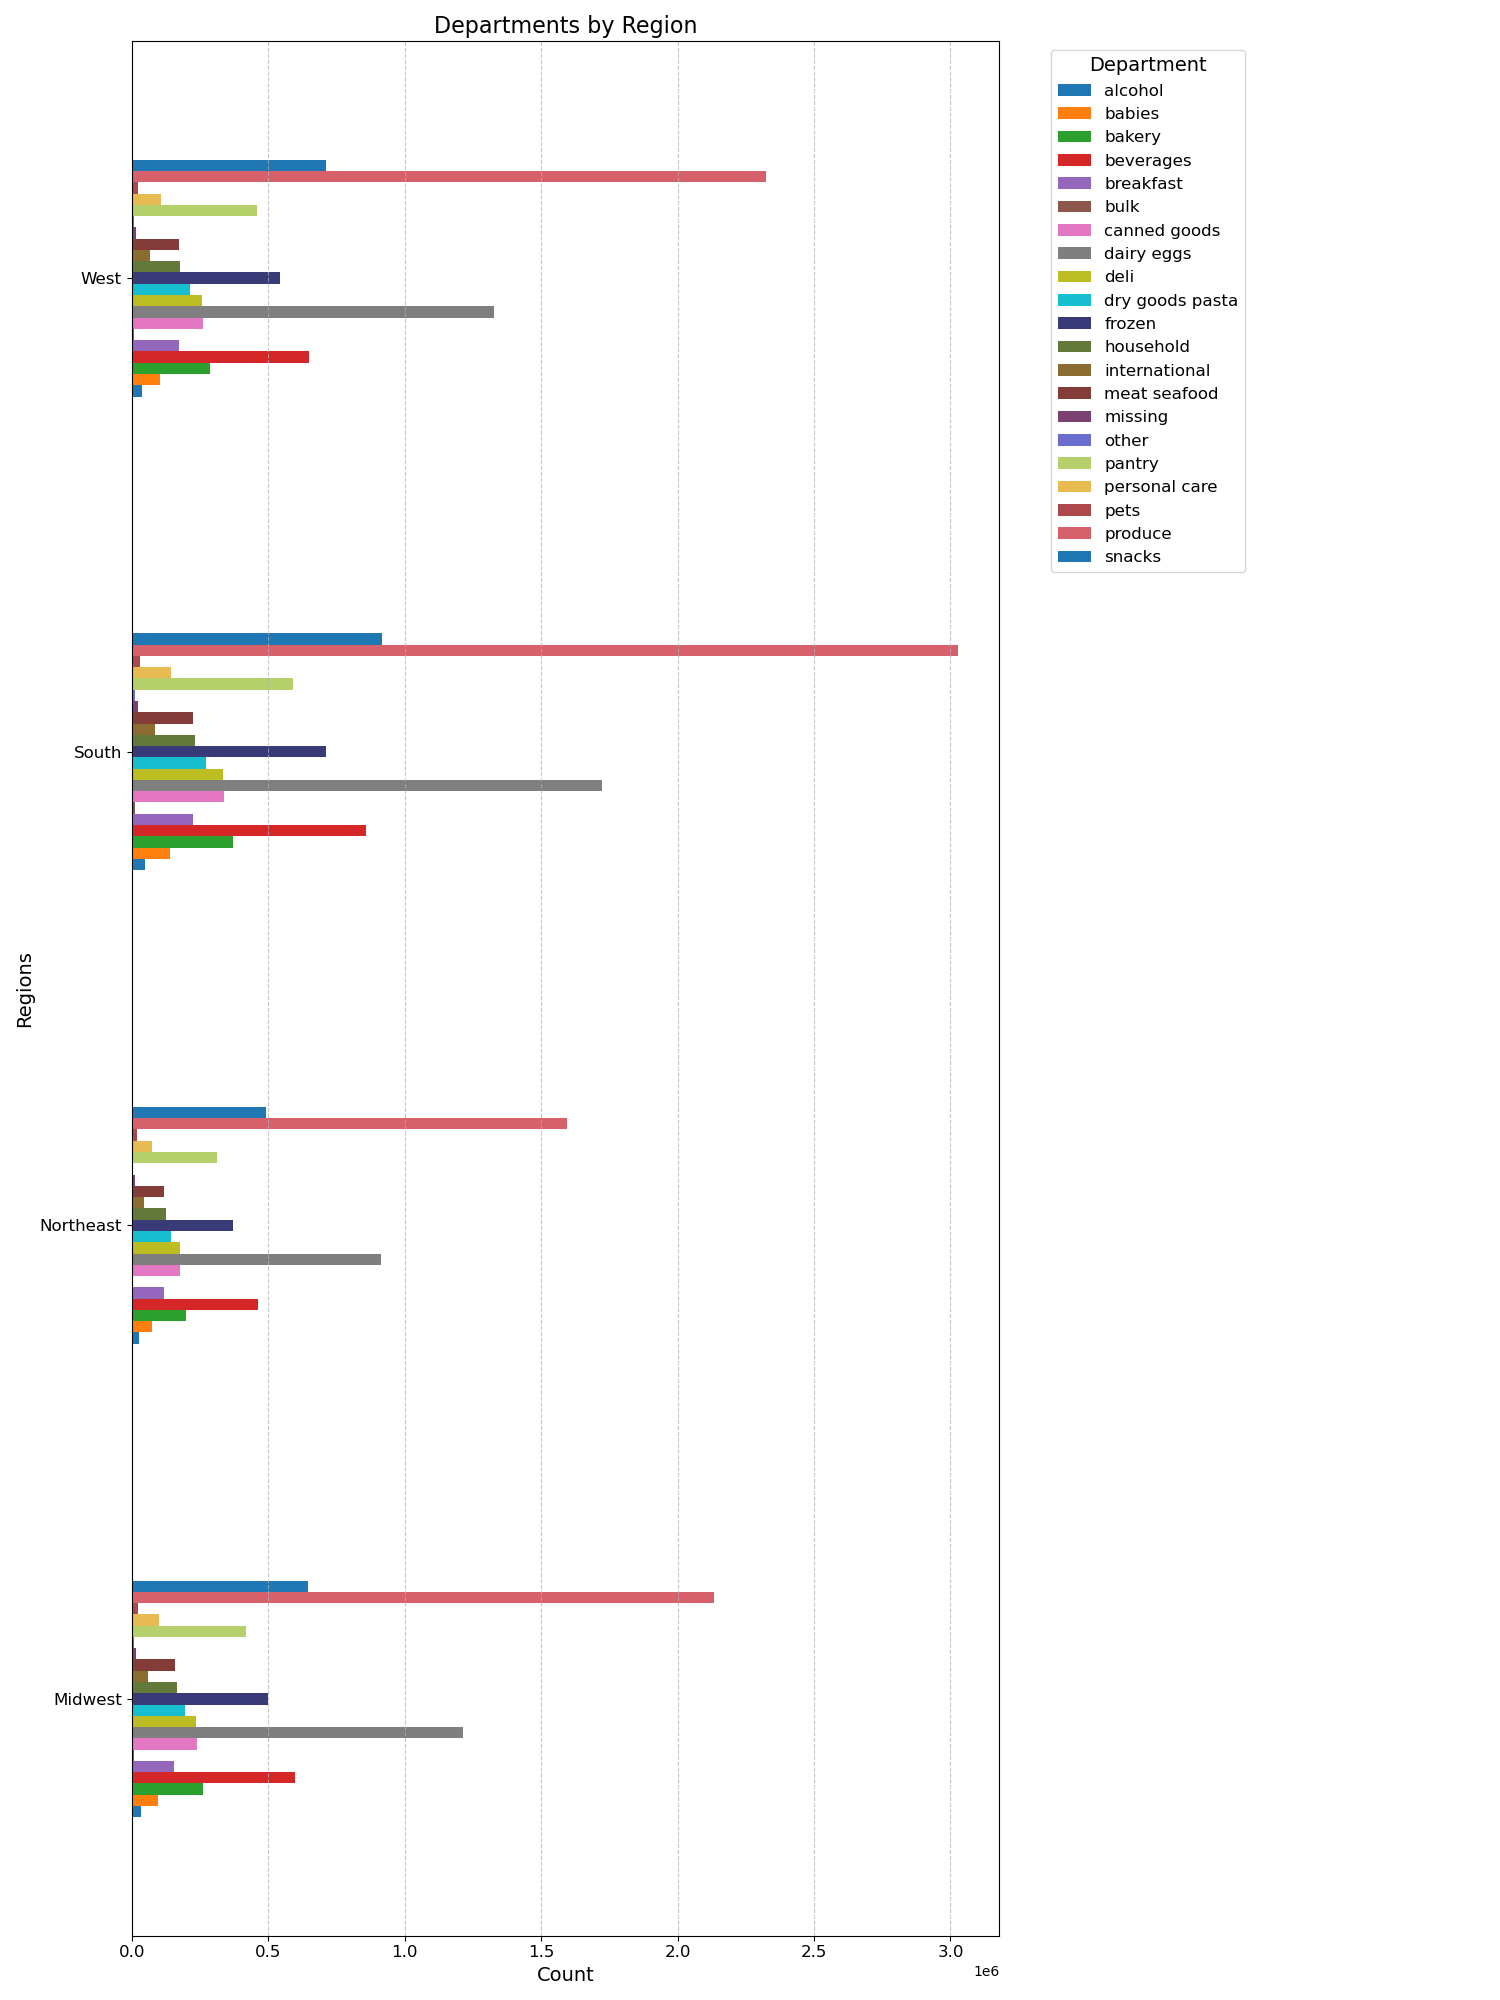 Departments by Region
Department
alcohol
babies
bakery
beverages
breakfast
bulk
canned goods
dairy eggs
deli
dry goods pasta
frozen
household
international
meat seafood
missing
other
pantry
personal care
pets
produce
snacks
West
South
Regions
Northeast
Midwest
0.0 0.5 1.0 1.5 2.0 2.5 3.0
1e6
Count